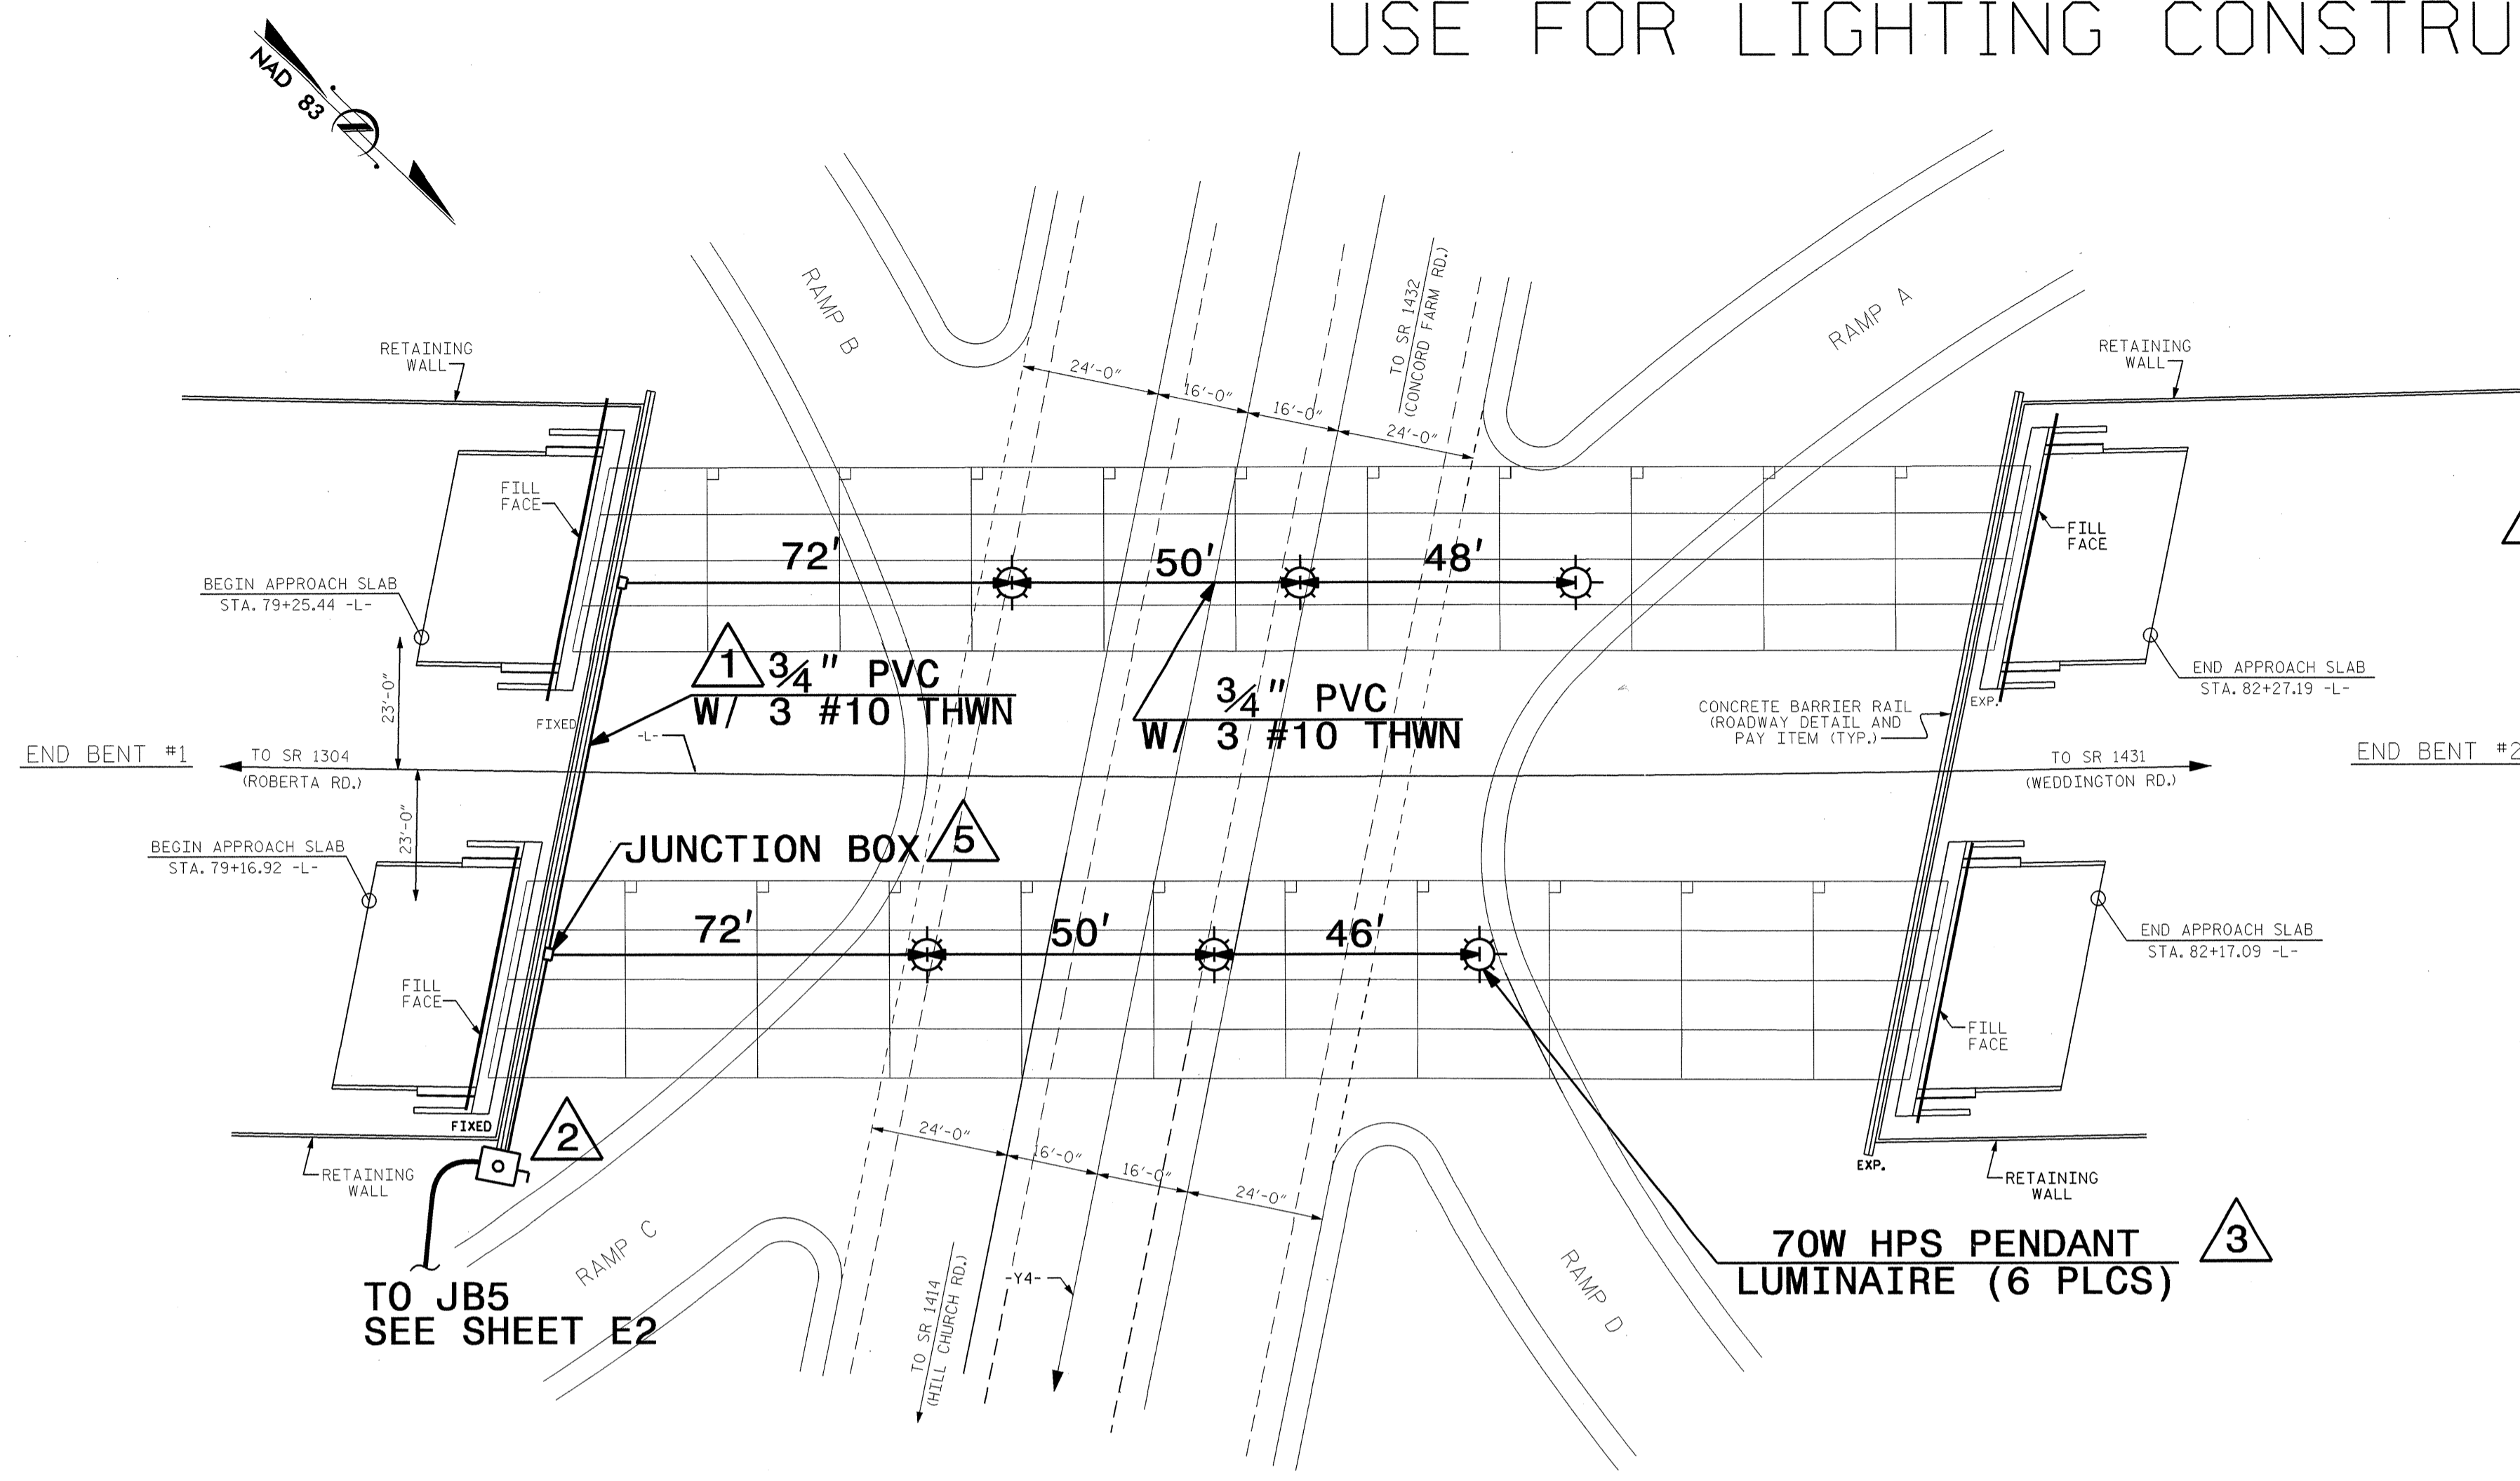 USE FOR LIGHTING CONSTRU
NAD 83
RAMP B
RAMP A
TO SR 1432
(CONCORD FARM RD.)
24'-0"
16'-0"
16'-0"
24'-0"
RETAINING
WALL
RETAINING
WALL
FILL
FACE
FILL
FACE
72'
50'
48'
BEGIN APPROACH SLAB
STA. 79+25.44 -L-
23'-0"
1
3/4" PVC
W/ 3 #10 THWN
3/4" PVC
W/ 3 #10 THWN
END APPROACH SLAB
STA. 82+27.19 -L-
FIXED
EXP.
-L-
CONCRETE BARRIER RAIL
(ROADWAY DETAIL AND
PAY ITEM (TYP.)
END BENT #1
TO SR 1304
(ROBERTA RD.)
TO SR 1431
(WEDDINGTON RD.)
END BENT #2
23'-0"
BEGIN APPROACH SLAB
STA. 79+16.92 -L-
JUNCTION BOX
5
72'
50'
46'
END APPROACH SLAB
STA. 82+17.09 -L-
FILL
FACE
FILL
FACE
FIXED
2
24'-0"
16'-0"
16'-0"
24'-0"
EXP.
RETAINING
WALL
RETAINING
WALL
RAMP C
RAMP D
TO SR 1414
(HILL CHURCH RD.)
-Y4-
70W HPS PENDANT
LUMINAIRE (6 PLCS)
3
TO JB5
SEE SHEET E2